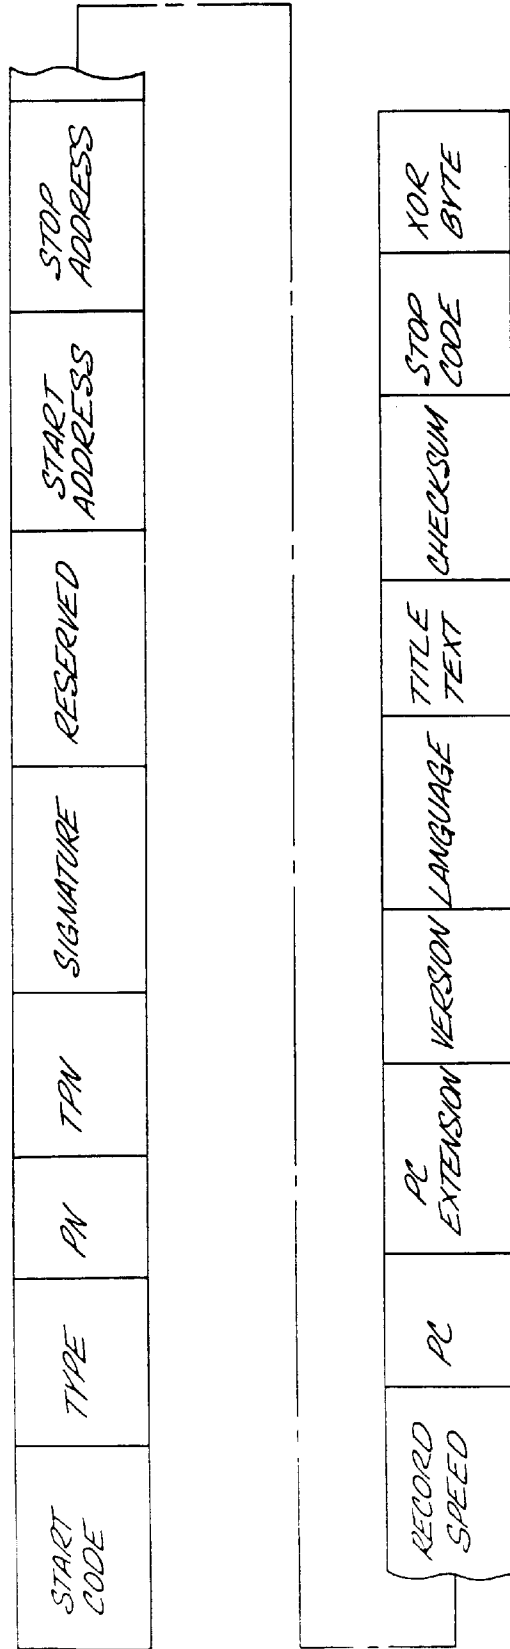 START
CODE
TYPE
PN
TPN
SIGNATURE
RESERVED
START
ADDRESS
STOP
ADDRESS
RECORD
SPEED
PC
PC
EXTENSION
VERSION
LANGUAGE
TITLE
TEXT
CHECKSUM
STOP
CODE
XOR
BYTE